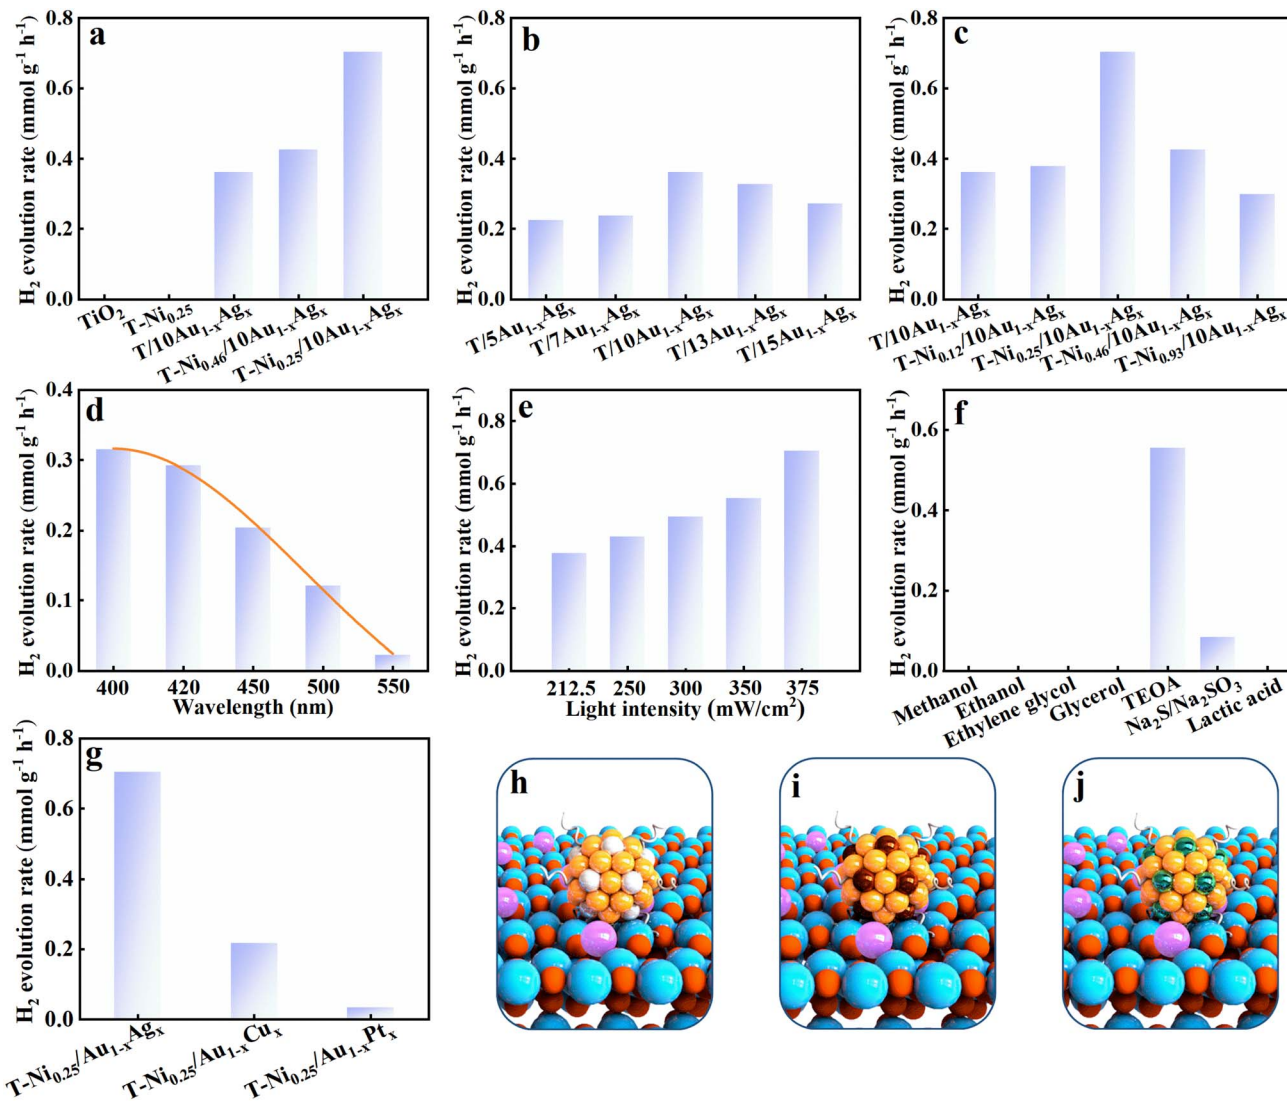 a
H₂ evolution rate (mmol g⁻¹ h⁻¹)
0.8
0.6
0.4
0.2
0.0
TiO₂
T-Ni₀.₂₅
T/10Au₁₋ₓAgₓ
T-Ni₀.₄₆/10Au₁₋ₓAgₓ
T-Ni₀.₂₅/10Au₁₋ₓAgₓ
b
H₂ evolution rate (mmol g⁻¹ h⁻¹)
0.8
0.6
0.4
0.2
0.0
T/5Au₁₋ₓAgₓ
T/7Au₁₋ₓAgₓ
T/10Au₁₋ₓAgₓ
T/13Au₁₋ₓAgₓ
T/15Au₁₋ₓAgₓ
c
H₂ evolution rate (mmol g⁻¹ h⁻¹)
0.8
0.6
0.4
0.2
0.0
T/10Au₁₋ₓAgₓ
T-Ni₀.₁₂/10Au₁₋ₓAgₓ
T-Ni₀.₂₅/10Au₁₋ₓAgₓ
T-Ni₀.₄₆/10Au₁₋ₓAgₓ
T-Ni₀.₉₃/10Au₁₋ₓAgₓ
d
H₂ evolution rate (mmol g⁻¹ h⁻¹)
0.4
0.3
0.2
0.1
0.0
400 420 450 500 550
Wavelength (nm)
e
H₂ evolution rate (mmol g⁻¹ h⁻¹)
0.8
0.6
0.4
0.2
0.0
212.5 250 300 350 375
Light intensity (mW/cm²)
f
H₂ evolution rate (mmol g⁻¹ h⁻¹)
0.6
0.4
0.2
0.0
Methanol
Ethanol
Ethylene glycol
Glycerol
TEOA
Na₂S/Na₂SO₃
Lactic acid
g
H₂ evolution rate (mmol g⁻¹ h⁻¹)
0.8
0.6
0.4
0.2
0.0
T-Ni₀.₂₅/Au₁₋ₓAgₓ
T-Ni₀.₂₅/Au₁₋ₓCuₓ
T-Ni₀.₂₅/Au₁₋ₓPtₓ
h
i
j